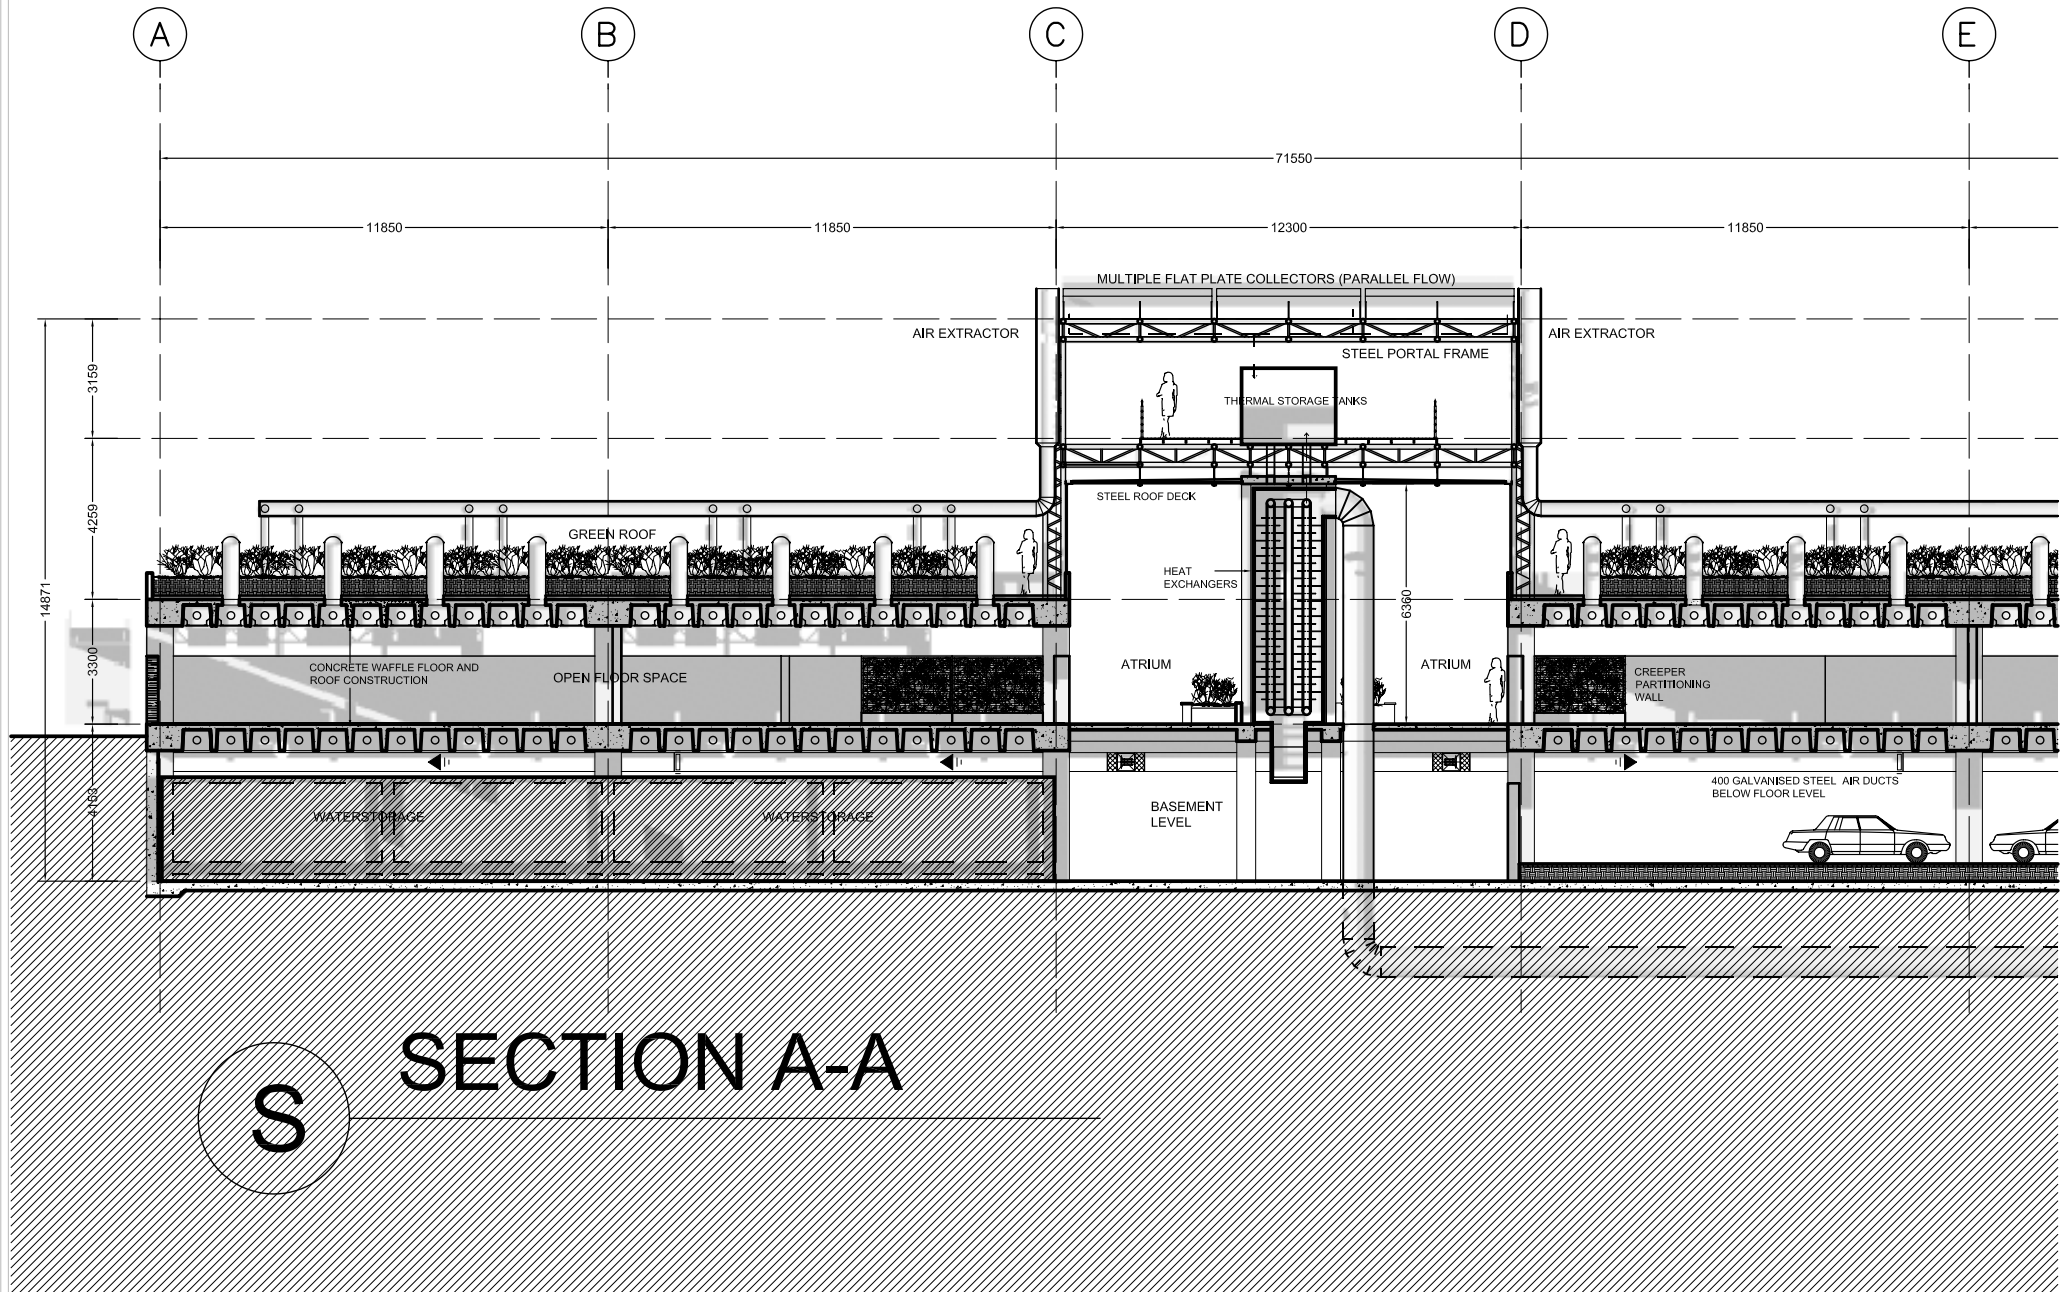 A B C D E
71550
11850 11850 12300 11850
MULTIPLE FLAT PLATE COLLECTORS (PARALLEL FLOW)
AIR EXTRACTOR
AIR EXTRACTOR
STEEL PORTAL FRAME
3159
THERMAL STORAGE TANKS
STEEL ROOF DECK
4259
GREEN ROOF
HEAT
EXCHANGERS
14871
6360
3300
CONCRETE WAFFLE FLOOR AND
ROOF CONSTRUCTION
OPEN FLOOR SPACE
ATRIUM
ATRIUM
CREEPER
PARTITIONING
WALL
4153
WATERSTORAGE
WATERSTORAGE
BASEMENT
LEVEL
400 GALVANISED STEEL AIR DUCTS
BELOW FLOOR LEVEL
S
SECTION A-A